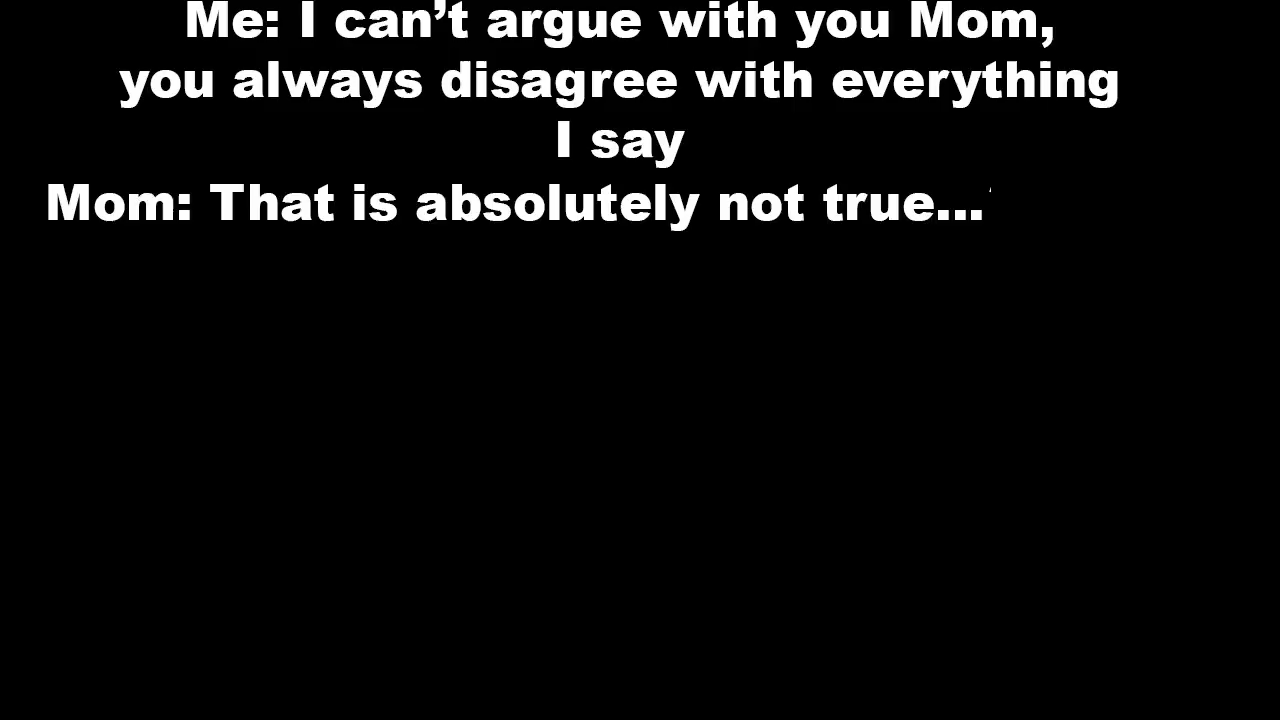 Me: I can’t argue with you Mom,
you always disagree with everything
I say
Mom: That is absolutely not true...